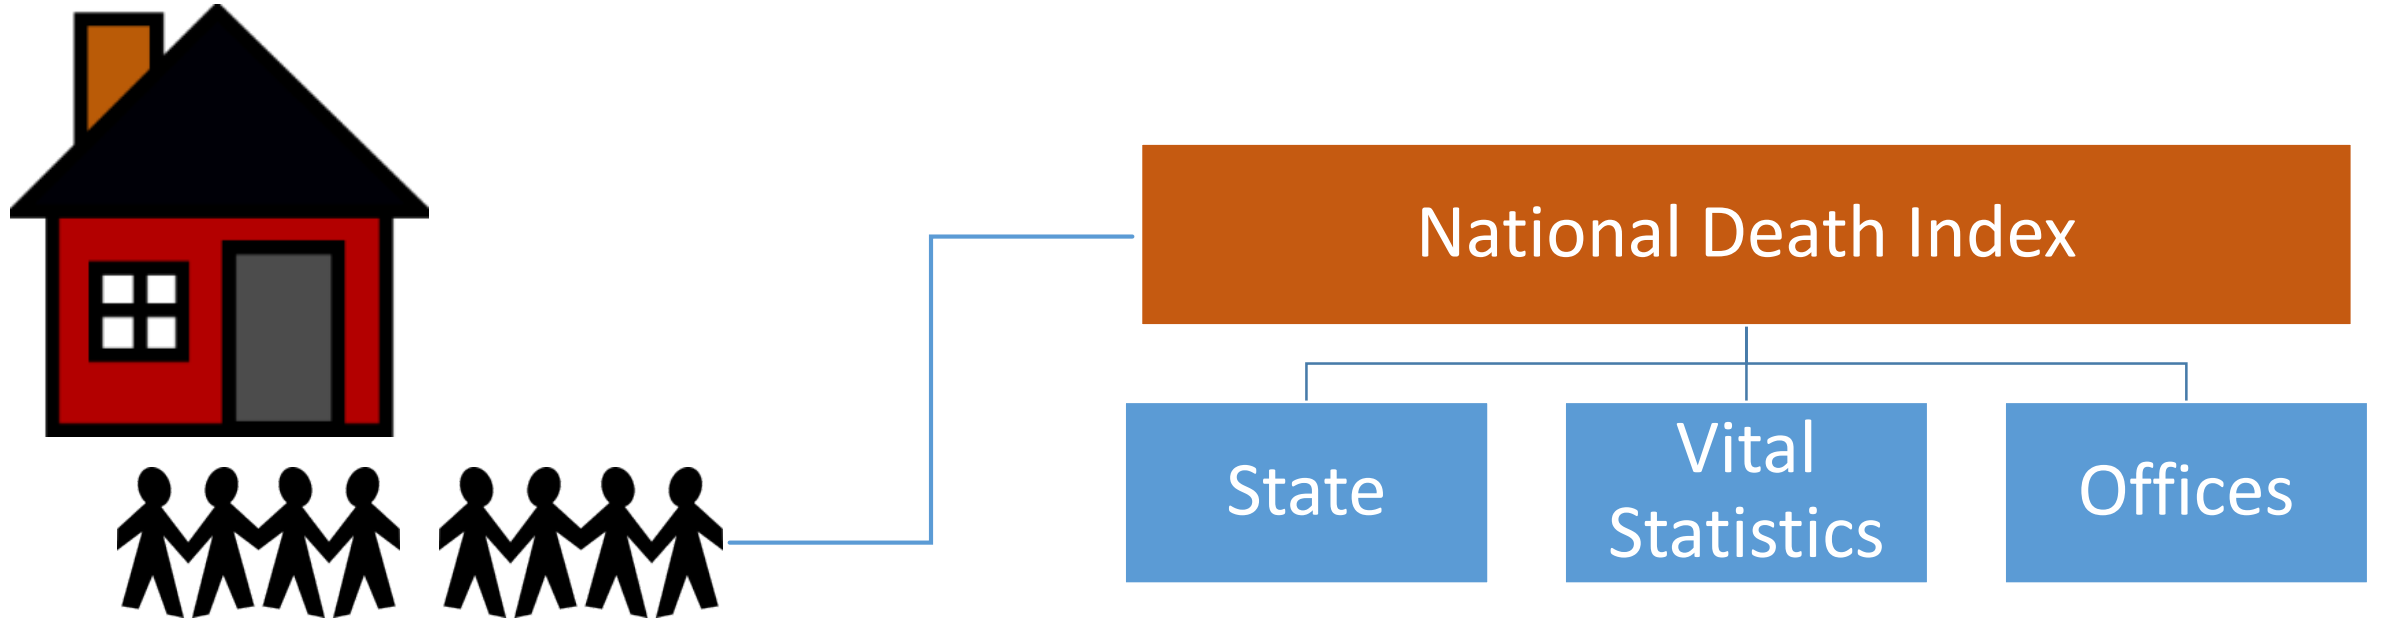 National Death Index
State
Vital
Statistics
Offices